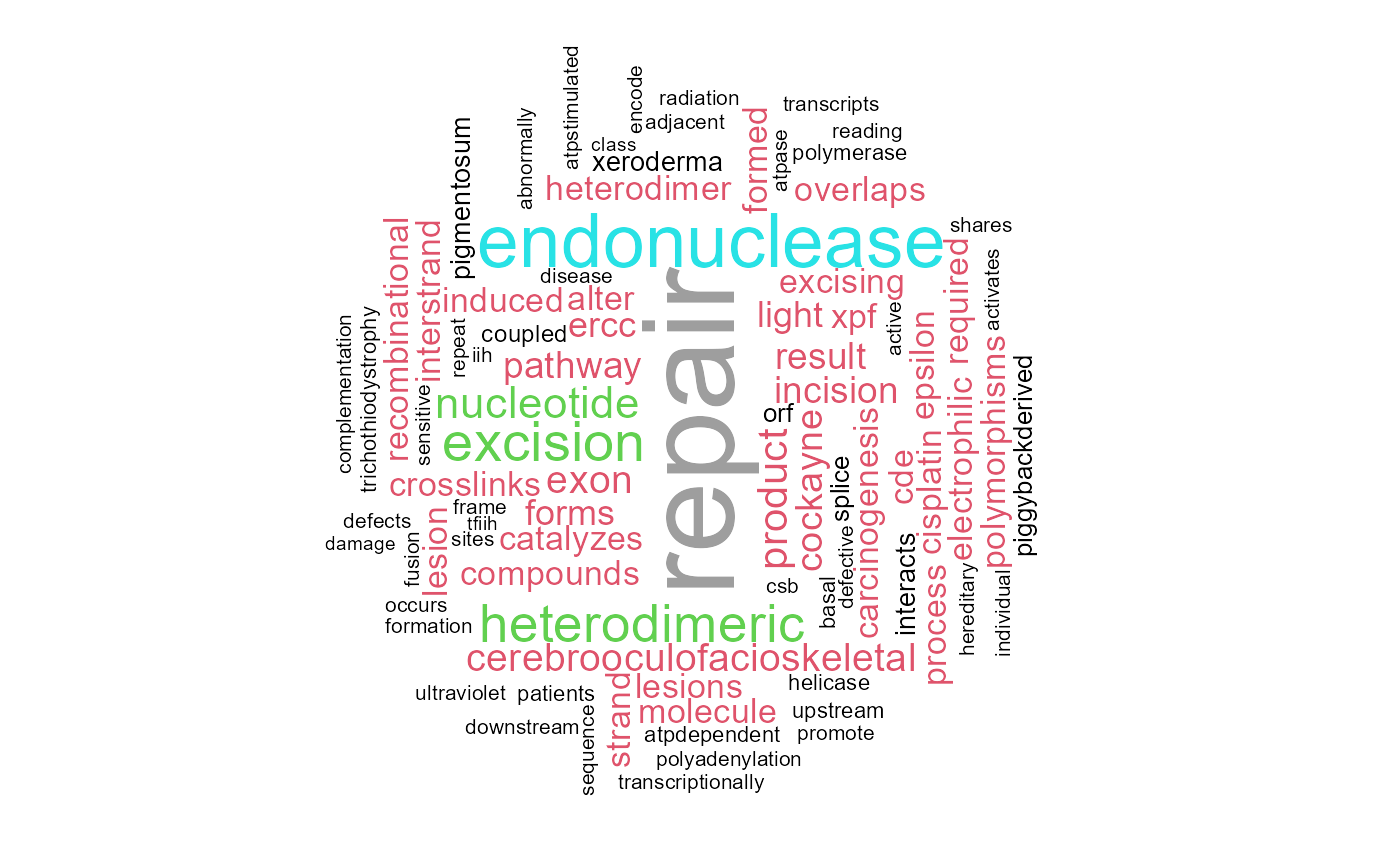 atpstimulated
encode
radiation
transcripts
abnormally
adjacent
formed
reading
pigmentosum
class
atpase
polymerase
xeroderma
heterodimer
overlaps
endonuclease
shares
recombinational
interstrand
disease
excising
required
activates
induced
alter
light
xpf
active
complementation
trichothiodystrophy
repeat
coupled
ercc
iih
pathway
repair
result
epsilon
polymorphisms
piggybackderived
incision
electrophilic
sensitive
nucleotide
orf
excision
product
cockayne
splice
carcinogenesis
cde
cisplatin
crosslinks
exon
frame
forms
defects
tfiih
sites
catalyzes
damage
fusion
lesion
compounds
csb
basal
defective
interacts
process
hereditary
individual
occurs
formation
heterodimeric
cerebrooculofacioskeletal
strand
lesions
helicase
ultraviolet
patients
molecule
upstream
downstream
sequence
atpdependent
promote
polyadenylation
transcriptionally